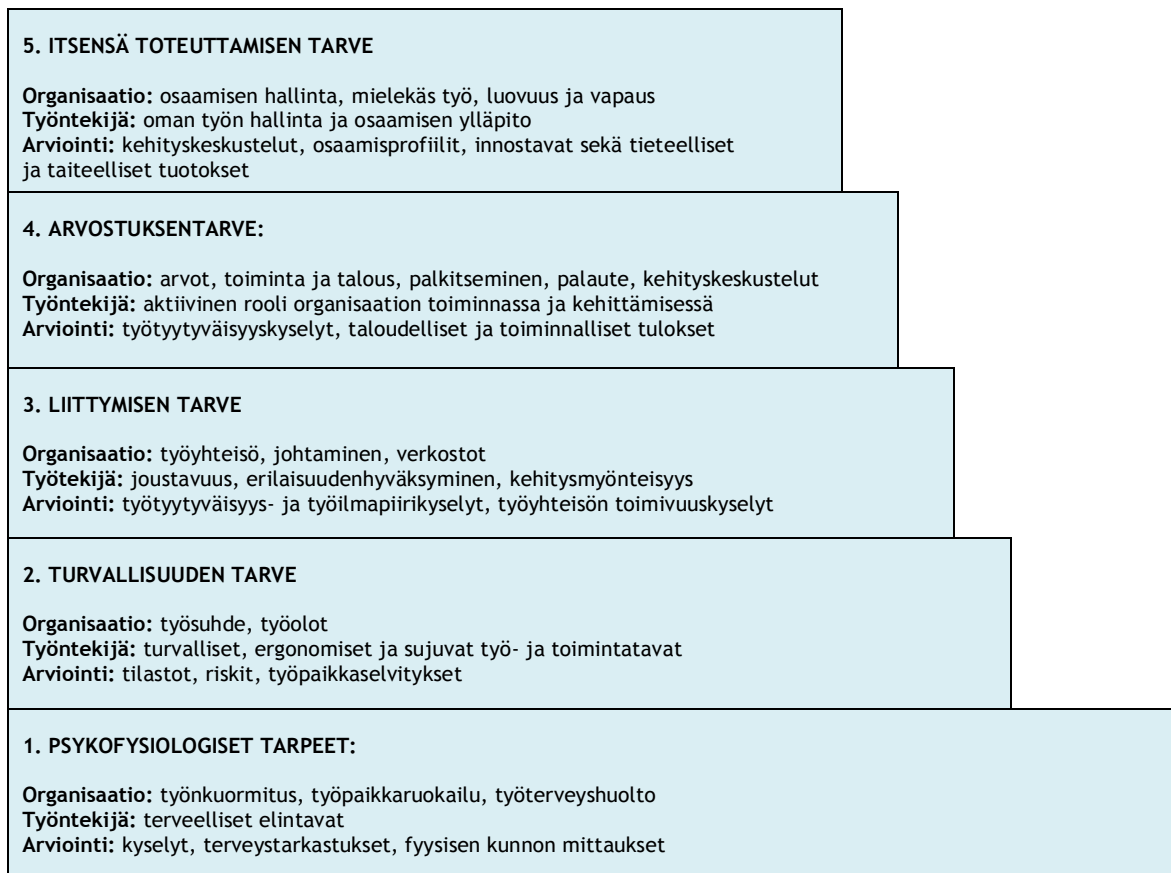 5. ITSENSÄ TOTEUTTAMISEN TARVE
Organisaatio: osaamisen hallinta, mielekäs työ, luovuus ja vapaus
Työntekijä: oman työn hallinta ja osaamisen ylläpito
Arviointi: kehityskeskustelut, osaamisprofiilit, innostavat sekä tieteelliset
ja taiteelliset tuotokset
4. ARVOSTUKSENTARVE:
Organisaatio: arvot, toiminta ja talous, palkitseminen, palaute, kehityskeskustelut
Työntekijä: aktiivinen rooli organisaation toiminnassa ja kehittämisessä
Arviointi: työtyytyväisyyskyselyt, taloudelliset ja toiminnalliset tulokset
3. LIITTYMISEN TARVE
Organisaatio: työyhteisö, johtaminen, verkostot
Työtekijä: joustavuus, erilaisuudenhyväksyminen, kehitysmyönteisyys
Arviointi: työtyytyväisyys- ja työilmapiirikyselyt, työyhteisön toimivuuskyselyt
2. TURVALLISUUDEN TARVE
Organisaatio: työsuhde, työolot
Työntekijä: turvalliset, ergonomiset ja sujuvat työ- ja toimintatavat
Arviointi: tilastot, riskit, työpaikkaselvitykset
1. PSYKOFYSIOLOGISET TARPEET:
Organisaatio: työnkuormitus, työpaikkaruokailu, työterveyshuolto
Työntekijä: terveelliset elintavat
Arviointi: kyselyt, terveystarkastukset, fyysisen kunnon mittaukset